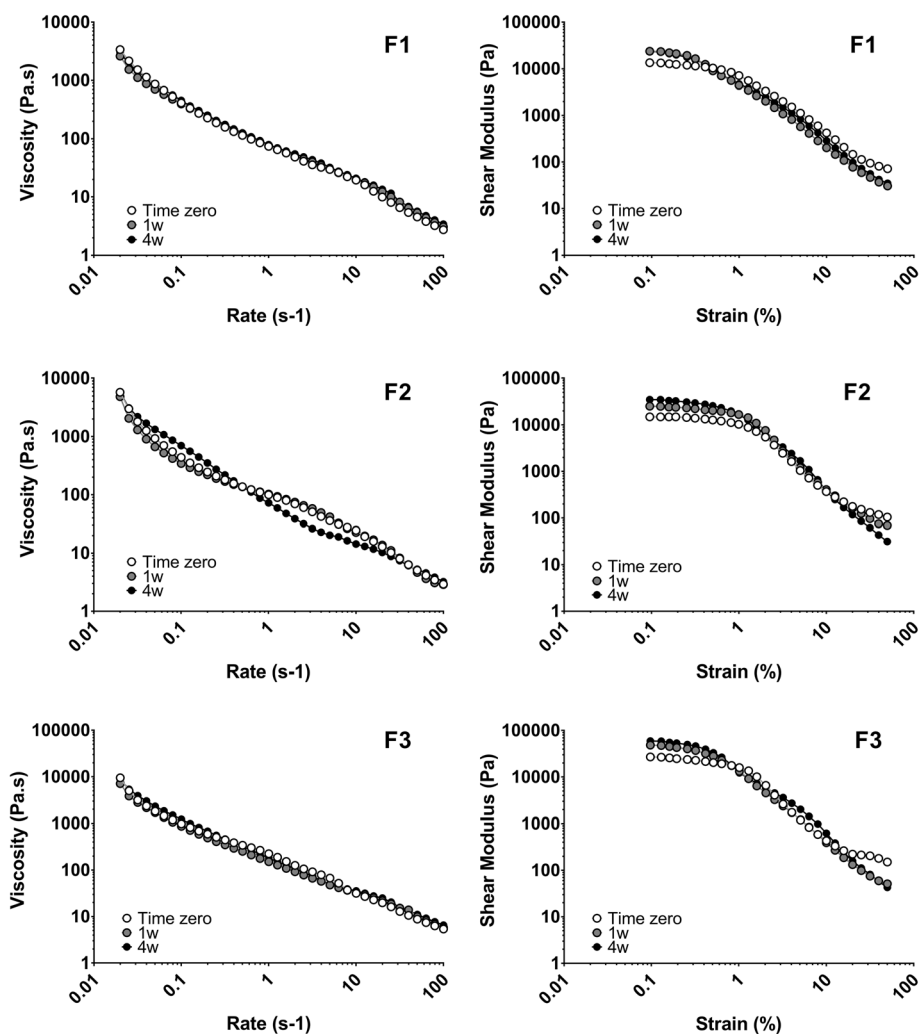 F1
Viscosity (Pa.s)
10000
1000
100
10
1
Time zero
1w
4w
0.01
0.1
1
10
100
Rate (s-1)
F1
Shear Modulus (Pa)
100000
10000
1000
100
10
1
Time zero
1w
4w
0.01
0.1
1
10
100
Strain (%)
F2
Viscosity (Pa.s)
10000
1000
100
10
1
Time zero
1w
4w
0.01
0.1
1
10
100
Rate (s-1)
F2
Shear Modulus (Pa)
100000
10000
1000
100
10
1
Time zero
1w
4w
0.01
0.1
1
10
100
Strain (%)
F3
Viscosity (Pa.s)
100000
10000
1000
100
10
1
Time zero
1w
4w
0.01
0.1
1
10
100
Rate (s-1)
F3
Shear Modulus (Pa)
100000
10000
1000
100
10
1
Time zero
1w
4w
0.01
0.1
1
10
100
Strain (%)